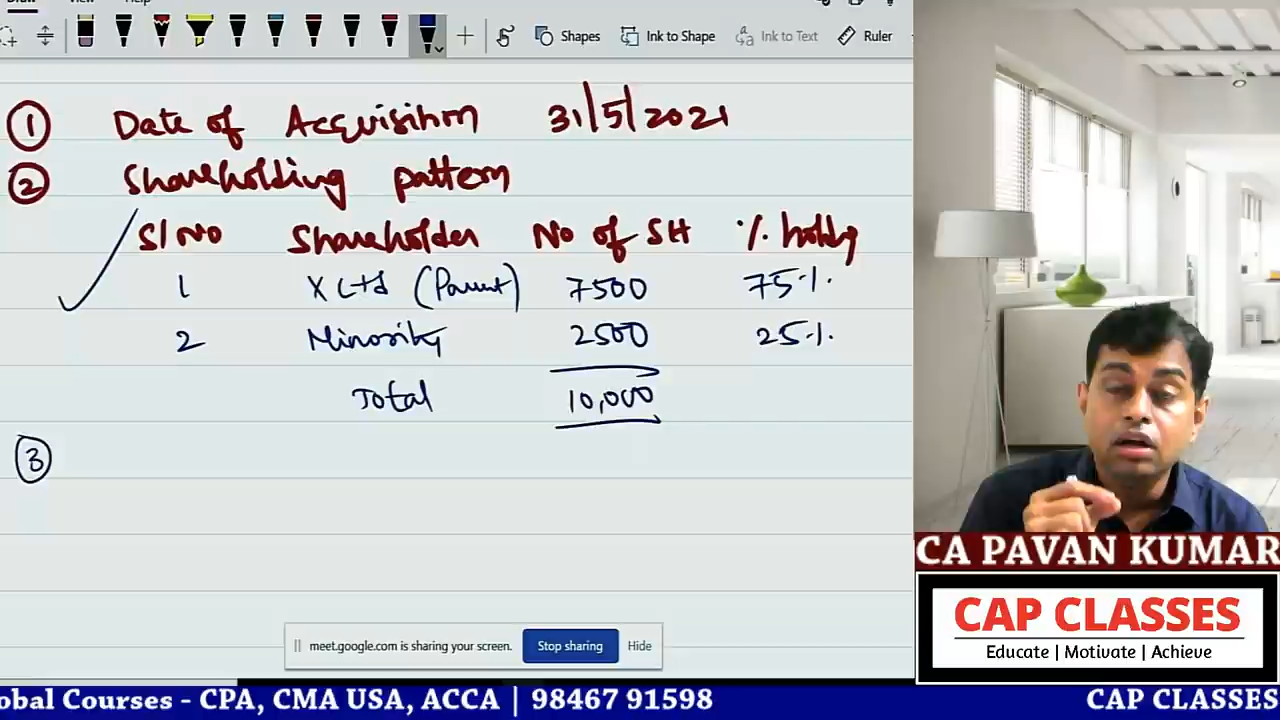 Shapes Ink to Shape Ink to Text Ruler
① Date of Acquisition 31/5/2021
② Shareholding pattern
Sl No Shareholder No of SH % holdg
1 X Ltd (Parent) 7500 75%
2 Minority 2500 25%
Total 10,000
③
meet.google.com is sharing your screen. Stop sharing Hide
CA PAVAN KUMAR
CAP CLASSES
Educate | Motivate | Achieve
obal Courses - CPA, CMA USA, ACCA | 98467 91598 CAP CLASSES